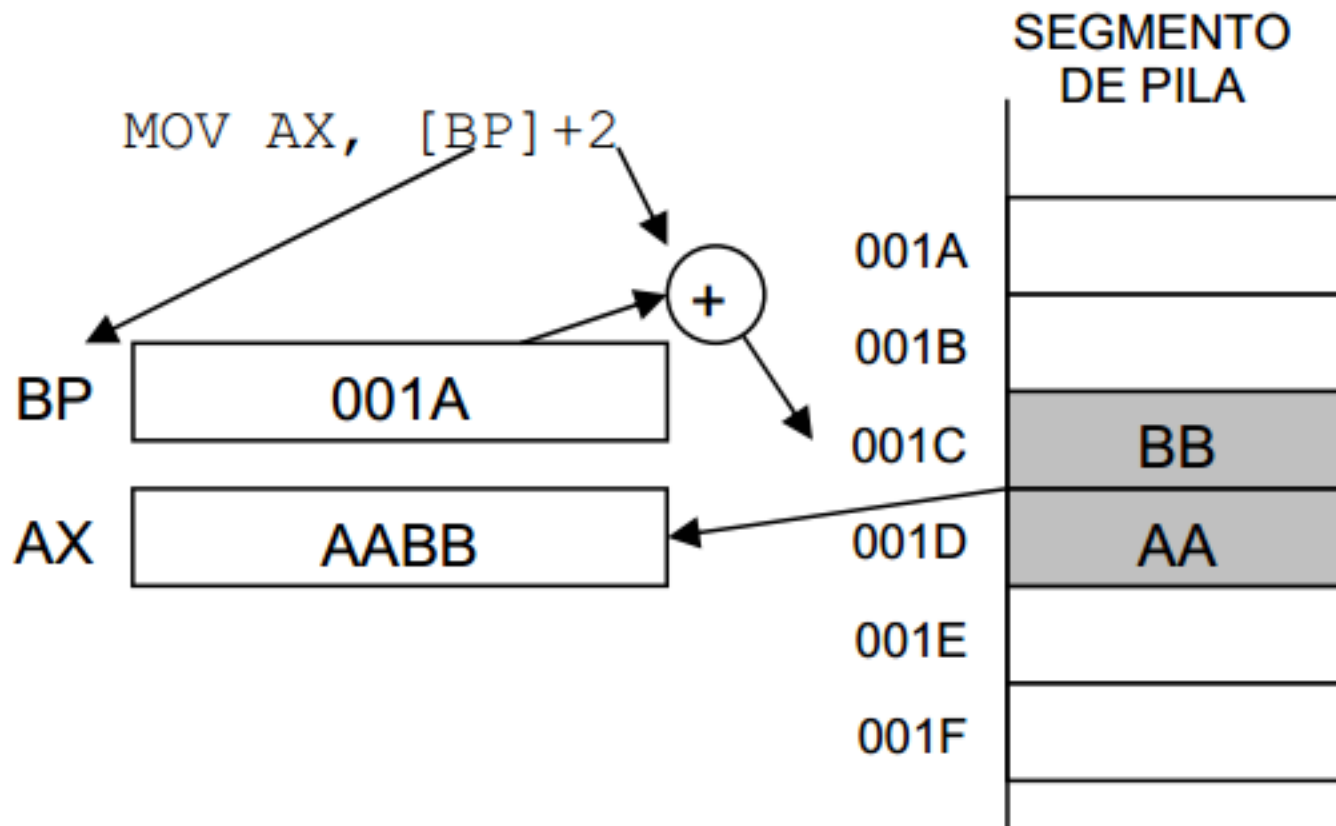 SEGMENTO
DE PILA
MOV AX, [BP]+2
+
001A
001B
BP 001A
001C BB
AX AABB
001D AA
001E
001F